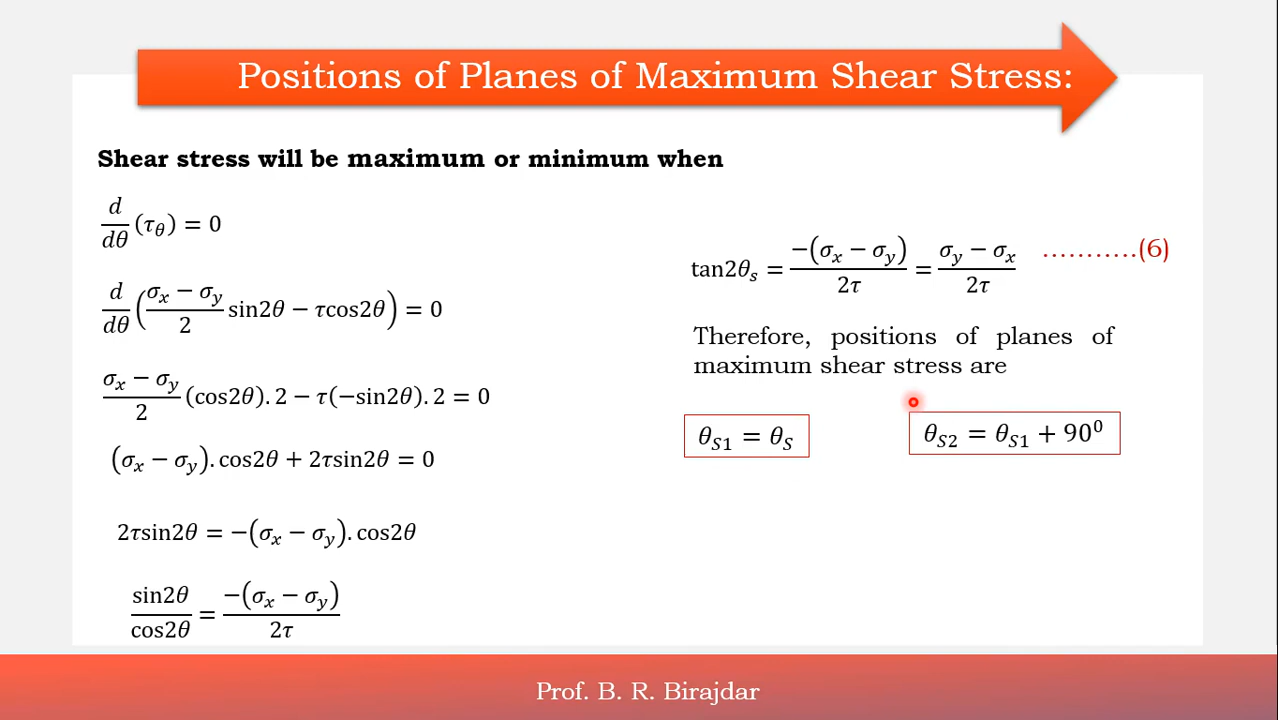 Positions of Planes of Maximum Shear Stress:
Shear stress will be maximum or minimum when
d/dθ (τ_θ) = 0
d/dθ ((σ_x − σ_y)/2 sin2θ − τcos2θ) = 0
(σ_x − σ_y)/2 (cos2θ). 2 − τ(−sin2θ). 2 = 0
(σ_x − σ_y). cos2θ + 2τsin2θ = 0
2τsin2θ = −(σ_x − σ_y). cos2θ
sin2θ/cos2θ = −(σ_x − σ_y)/2τ
tan2θ_s = −(σ_x − σ_y)/2τ = (σ_y − σ_x)/2τ ...........(6)
Therefore, positions of planes of
maximum shear stress are
θ_S1 = θ_S
θ_S2 = θ_S1 + 90⁰
Prof. B. R. Birajdar